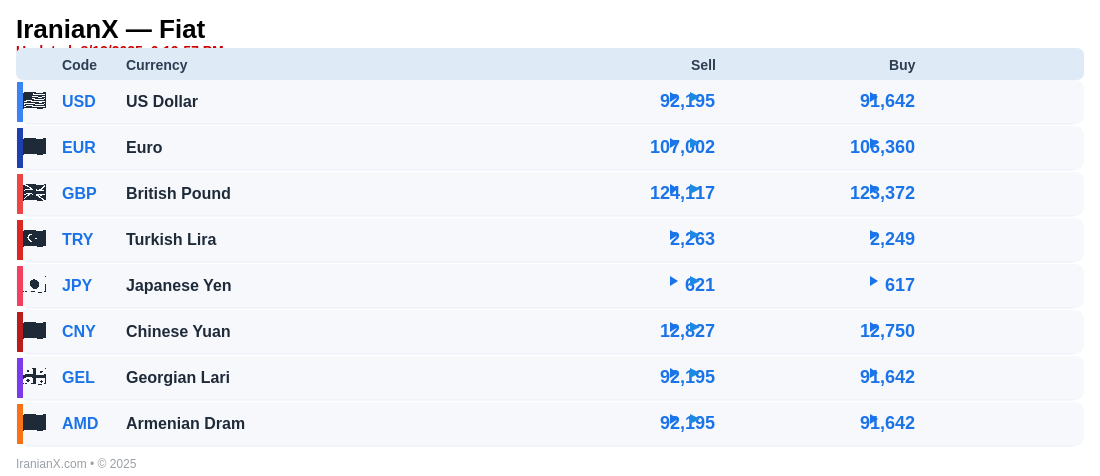 IranianX — Fiat
Code Currency Sell Buy
USD US Dollar 92,195 91,642
EUR Euro 107,002 106,360
GBP British Pound 124,117 123,372
TRY Turkish Lira 2,263 2,249
JPY Japanese Yen 621 617
CNY Chinese Yuan 12,827 12,750
GEL Georgian Lari 92,195 91,642
AMD Armenian Dram 92,195 91,642
IranianX.com • © 2025